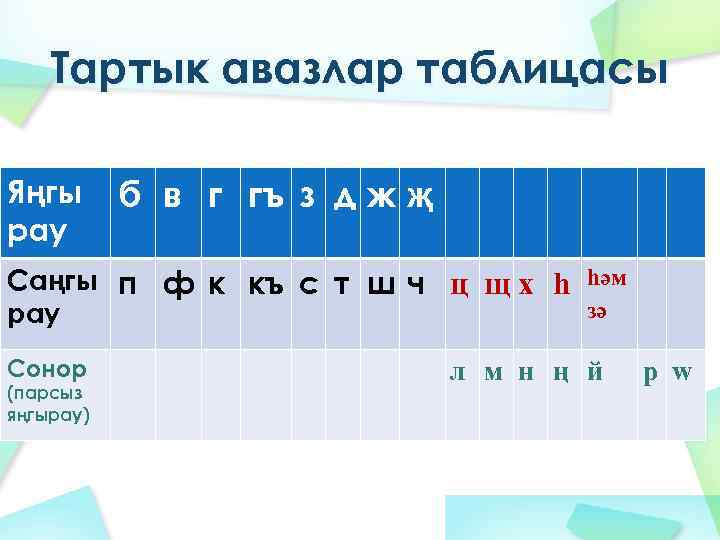 Тартык авазлар таблицасы
Яңгы рау б в г гъ з д ж җ
Саңгы рау п ф к къ с т ш ч ц щ х һ һәм зә
Сонор (парсыз яңгырау) л м н ң й р w